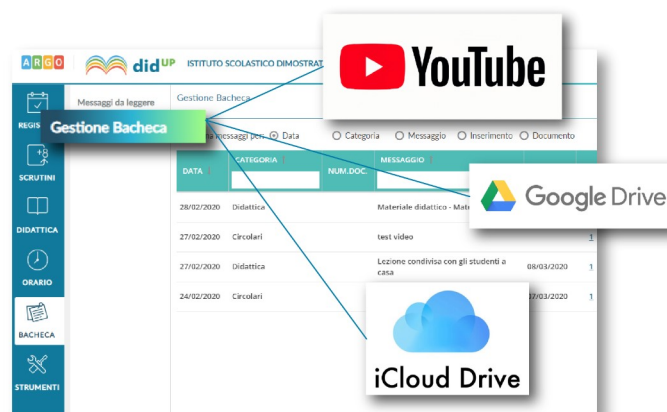 ARGO didUP ISTITUTO SCOLASTICO DIMOSTRAT
YouTube
Messaggi da leggere
Gestione Bacheca
Gestione Bacheca
messaggi per: Data Categoria Messaggio Inserimento Documento
DATA CATEGORIA NUM.DOC. MESSAGGIO
28/02/2020 Didattica Materiale didattico
27/02/2020 Circolari test video 1
27/02/2020 Didattica Lezione condivisa con gli studenti a casa 08/03/2020 1
24/02/2020 Circolari 07/03/2020 1
Google Drive
iCloud Drive
SCRUTINI
DIDATTICA
ORARIO
BACHECA
STRUMENTI